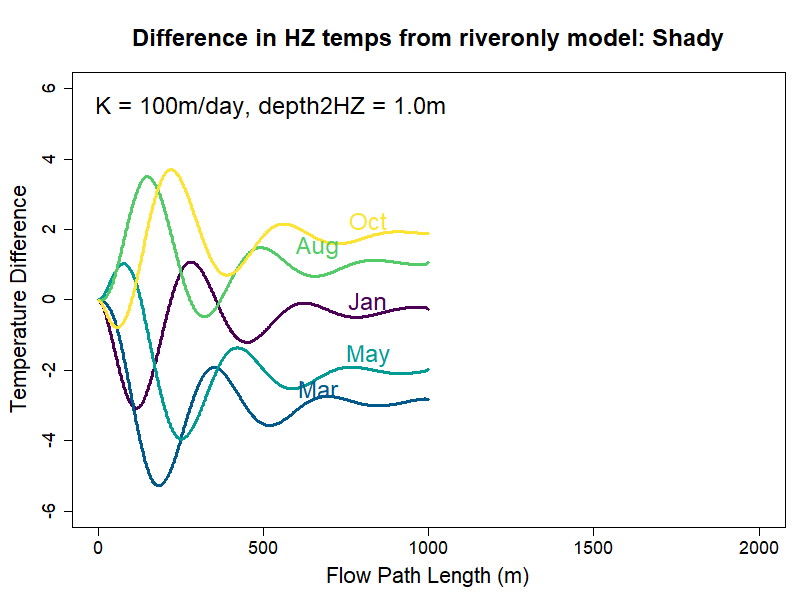 Difference in HZ temps from riveronly model: Shady
K = 100m/day, depth2HZ = 1.0m
Temperature Difference
6
4
2
0
-2
-4
-6
Oct
Aug
Jan
May
Mar
0 500 1000 1500 2000
Flow Path Length (m)